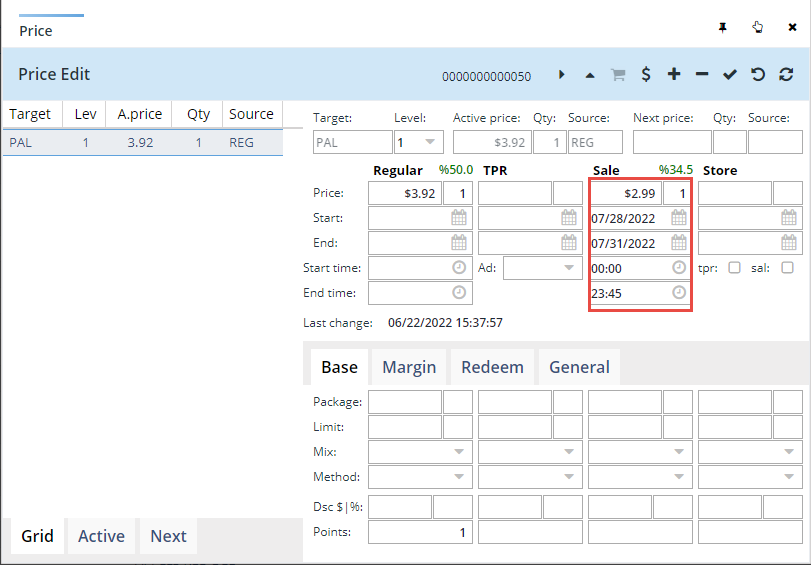 Price
Price Edit
0000000000050
$
Target Lev A.price Qty Source
PAL 1 3.92 1 REG
Target: Level: Active price: Qty: Source: Next price: Qty: Source:
PAL 1 $3.92 1 REG
Regular %50.0 TPR Sale %34.5 Store
Price: $3.92 1 $2.99 1
Start: 07/28/2022
End: 07/31/2022
Start time: Ad: 00:00 tpr: sal:
End time: 23:45
Last change: 06/22/2022 15:37:57
Base Margin Redeem General
Package:
Limit:
Mix:
Method:
Dsc $|%:
Points: 1
Grid Active Next